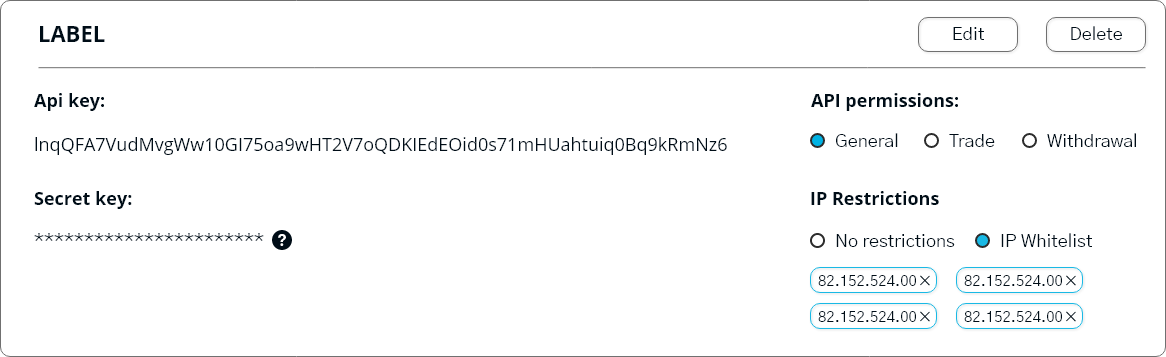 LABEL
Edit
Delete
Api key:
lnqQFA7VudMvgWw10GI75oa9wHT2V7oQDKIEdEOid0s71mHUahtuiq0Bq9kRmNz6
Secret key:
***********************
?
API permissions:
General Trade Withdrawal
IP Restrictions
No restrictions IP Whitelist
82.152.524.00× 82.152.524.00×
82.152.524.00× 82.152.524.00×